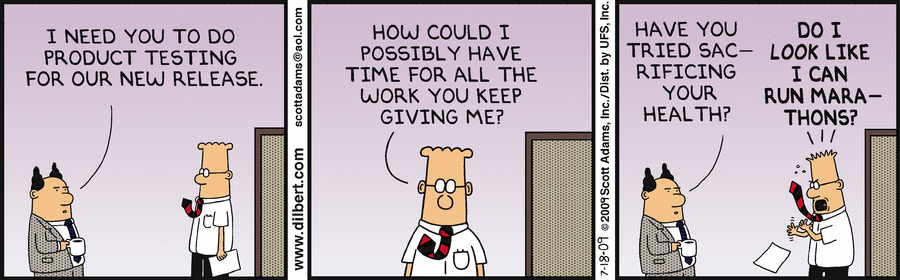 I NEED YOU TO DO
PRODUCT TESTING
FOR OUR NEW RELEASE.
www.dilbert.com scottadams@aol.com
HOW COULD I
POSSIBLY HAVE
TIME FOR ALL THE
WORK YOU KEEP
GIVING ME?
7-18-09 ©2009 Scott Adams, Inc./Dist. by UFS, Inc.
HAVE YOU
TRIED SAC-
RIFICING
YOUR
HEALTH?
DO I
LOOK LIKE
I CAN
RUN MARA-
THONS?